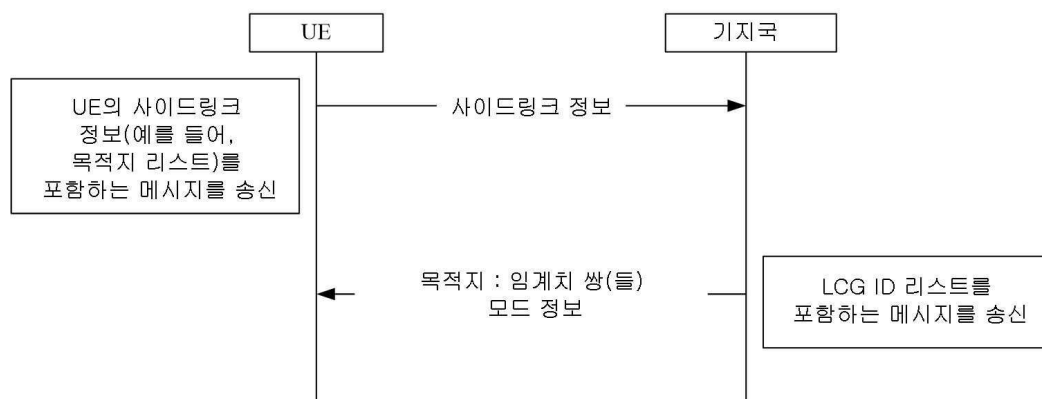 UE
기지국
UE의 사이드링크
정보(예를 들어,
목적지 리스트)를
포함하는 메시지를 송신
사이드링크 정보
목적지 : 임계치 쌍(들)
모드 정보
LCG ID 리스트를
포함하는 메시지를 송신